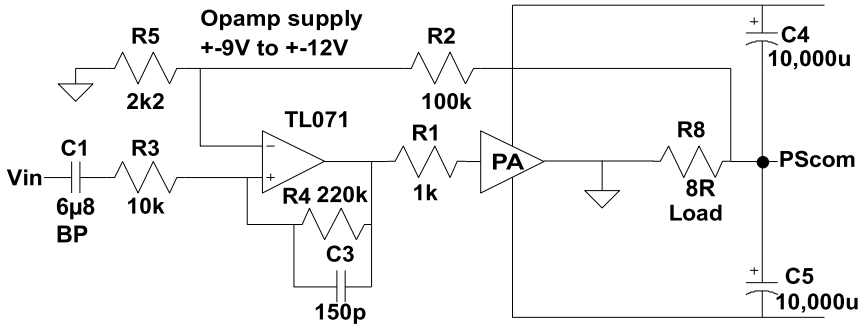 Opamp supply
+-9V to +-12V
R5
2k2
R2
100k
C4
+
10,000u
TL071
C1
R3
R1
PA
R8
PScom
Vin
−
+
6µ8
BP
10k
1k
8R
Load
R4 220k
C3
150p
+
C5
10,000u